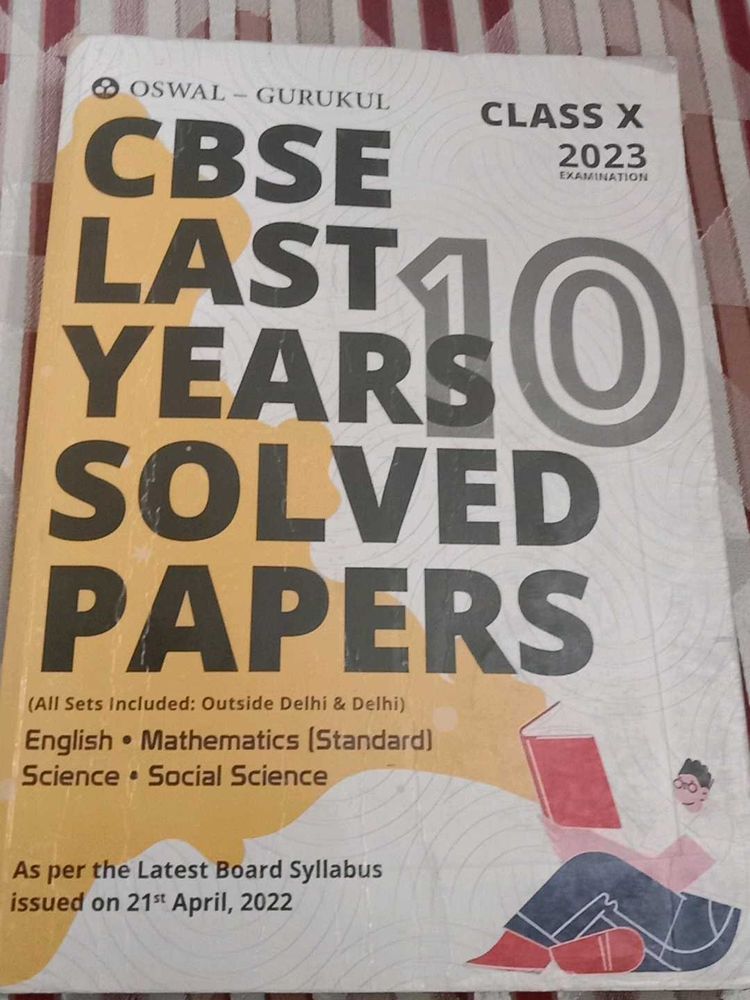 OSWAL – GURUKUL
CLASS X
2023
EXAMINATION
CBSE
LAST
10
YEARS
SOLVED
PAPERS
(All Sets Included: Outside Delhi & Delhi)
English • Mathematics (Standard)
Science • Social Science
As per the Latest Board Syllabus
issued on 21st April, 2022